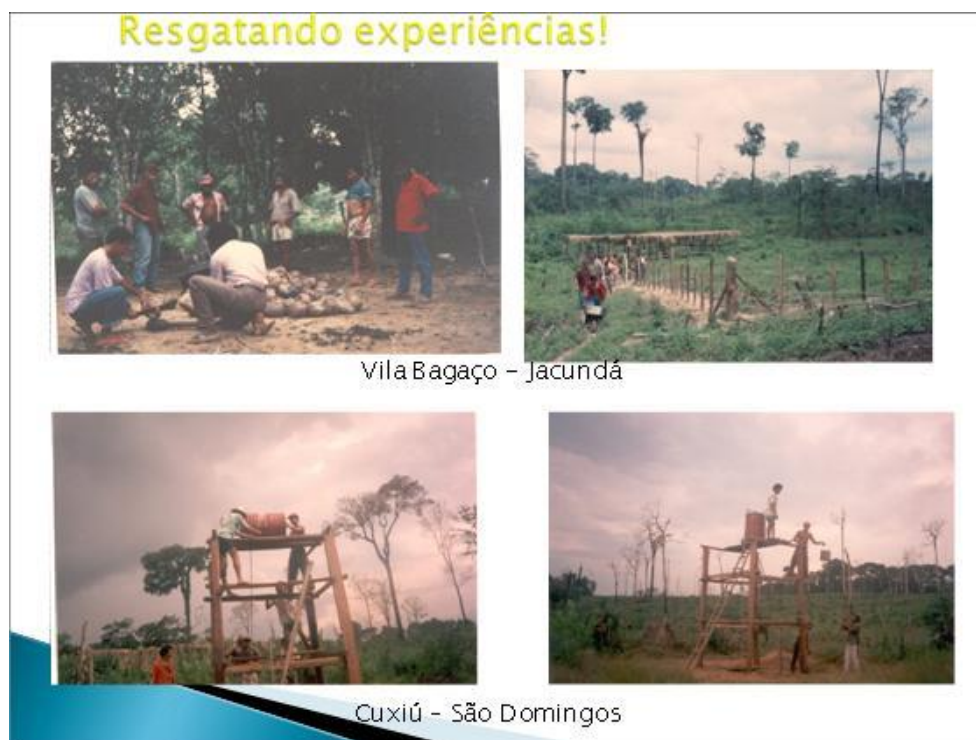 Resgatando experiências!
Vila Bagaço – Jacundá
Cuxiú – São Domingos